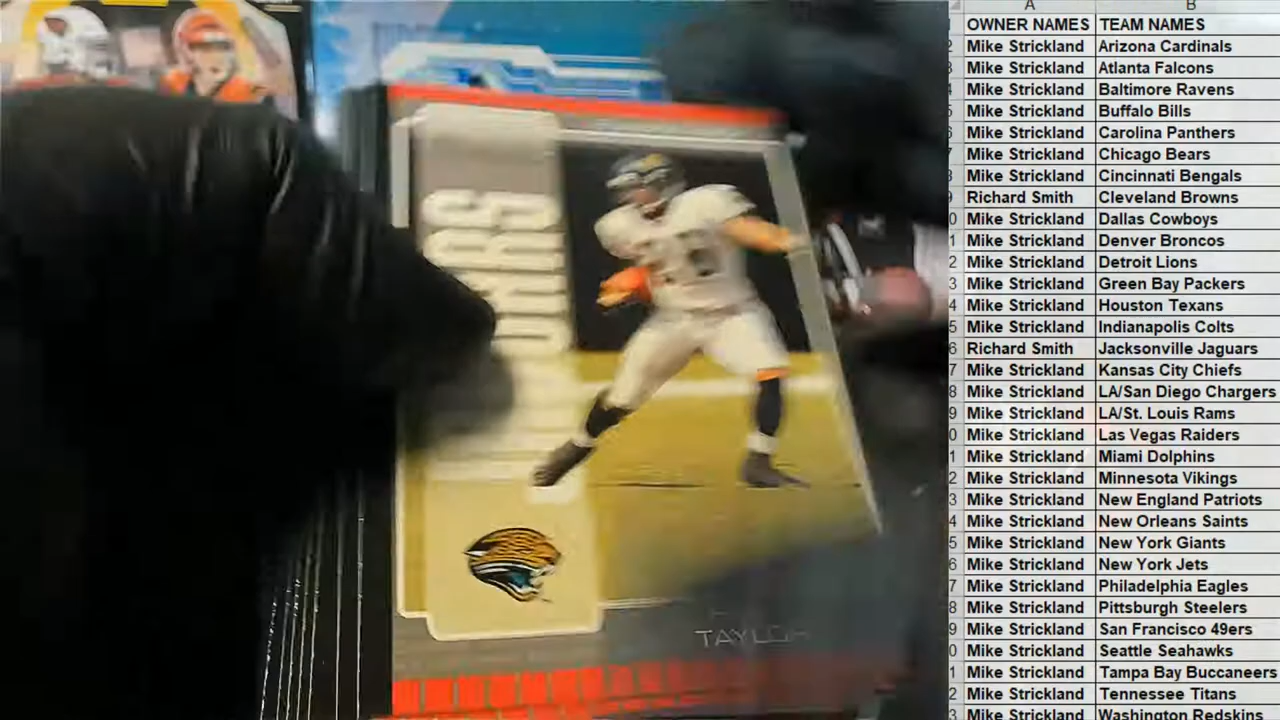 A B
OWNER NAMES TEAM NAMES
Mike Strickland Arizona Cardinals
Mike Strickland Atlanta Falcons
Mike Strickland Baltimore Ravens
Mike Strickland Buffalo Bills
Mike Strickland Carolina Panthers
Mike Strickland Chicago Bears
Mike Strickland Cincinnati Bengals
Richard Smith Cleveland Browns
Mike Strickland Dallas Cowboys
Mike Strickland Denver Broncos
Mike Strickland Detroit Lions
Mike Strickland Green Bay Packers
Mike Strickland Houston Texans
Mike Strickland Indianapolis Colts
Richard Smith Jacksonville Jaguars
Mike Strickland Kansas City Chiefs
Mike Strickland LA/San Diego Chargers
Mike Strickland LA/St. Louis Rams
Mike Strickland Las Vegas Raiders
Mike Strickland Miami Dolphins
Mike Strickland Minnesota Vikings
Mike Strickland New England Patriots
Mike Strickland New Orleans Saints
Mike Strickland New York Giants
Mike Strickland New York Jets
Mike Strickland Philadelphia Eagles
Mike Strickland Pittsburgh Steelers
Mike Strickland San Francisco 49ers
Mike Strickland Seattle Seahawks
Mike Strickland Tampa Bay Buccaneers
Mike Strickland Tennessee Titans
Mike Strickland Washington Redskins
TAYLOR